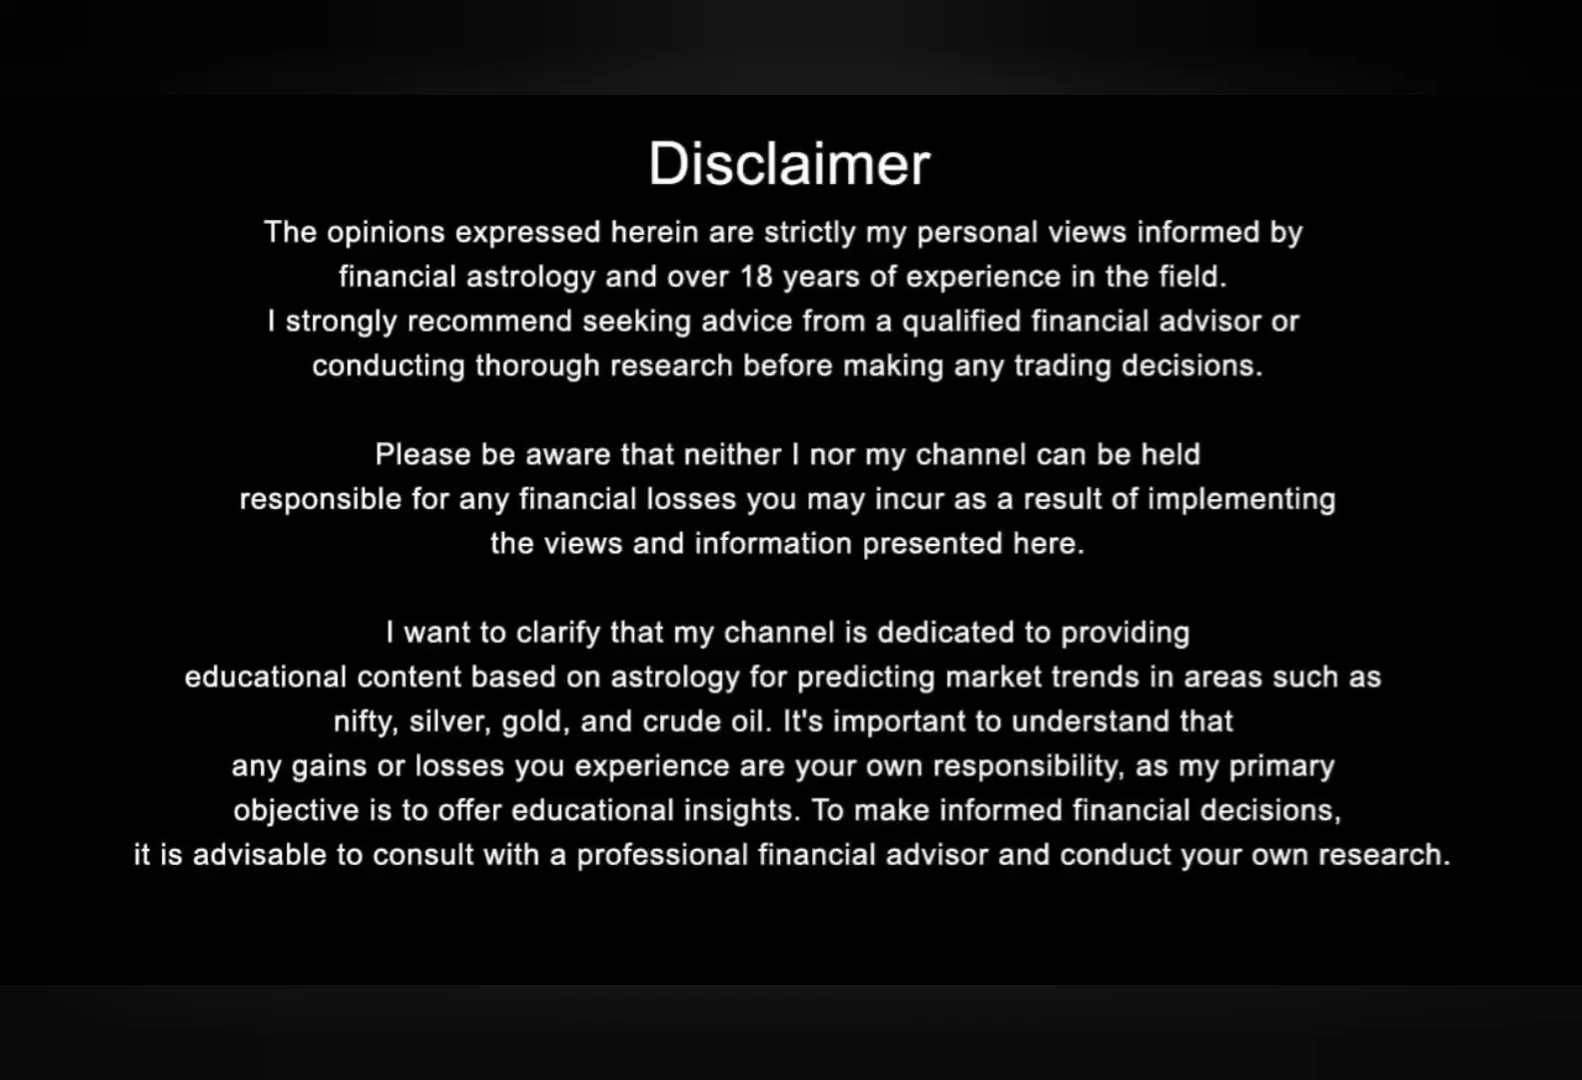 Disclaimer
The opinions expressed herein are strictly my personal views informed by
financial astrology and over 18 years of experience in the field.
I strongly recommend seeking advice from a qualified financial advisor or
conducting thorough research before making any trading decisions.
Please be aware that neither I nor my channel can be held
responsible for any financial losses you may incur as a result of implementing
the views and information presented here.
I want to clarify that my channel is dedicated to providing
educational content based on astrology for predicting market trends in areas such as
nifty, silver, gold, and crude oil. It's important to understand that
any gains or losses you experience are your own responsibility, as my primary
objective is to offer educational insights. To make informed financial decisions,
it is advisable to consult with a professional financial advisor and conduct your own research.